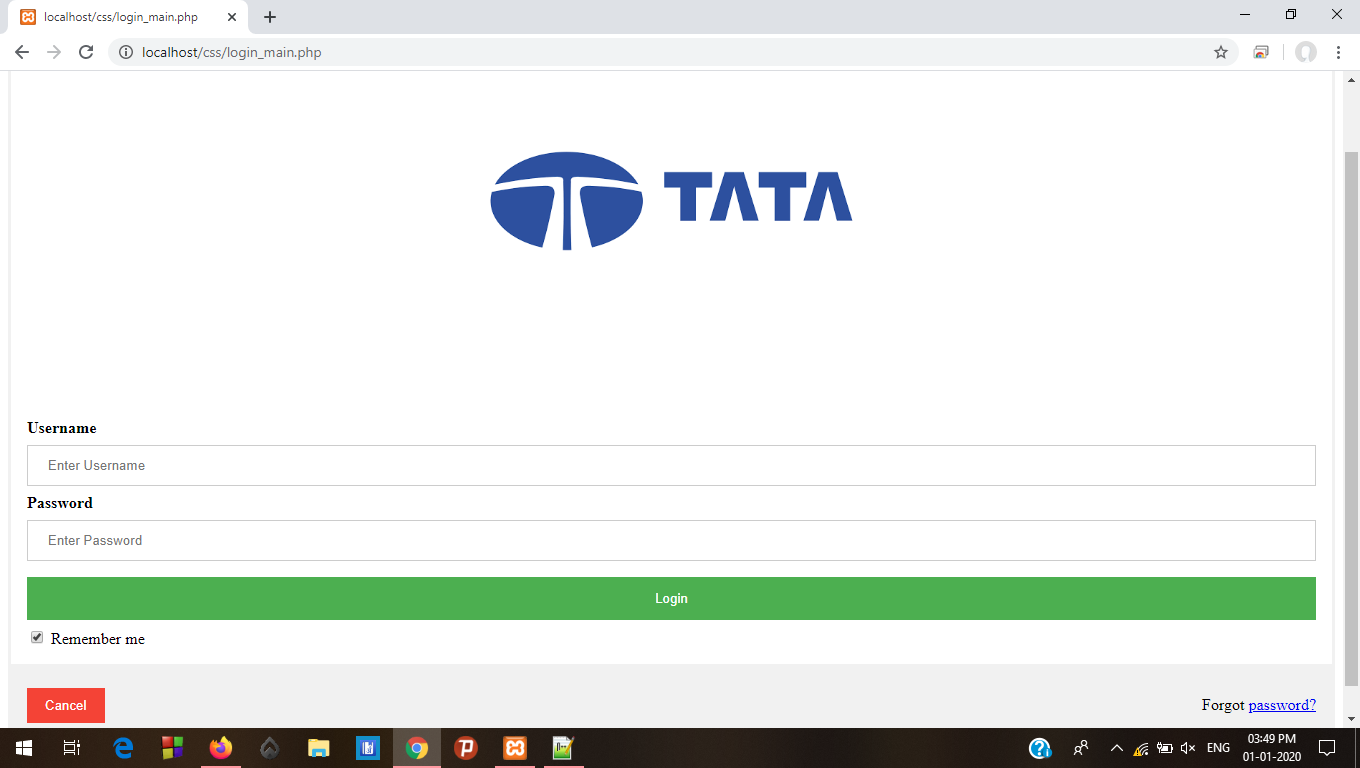 localhost/css/login_main.php
localhost/css/login_main.php
TATA
Username
Enter Username
Password
Enter Password
Login
Remember me
Cancel
Forgot password?
ENG
03:49 PM
01-01-2020